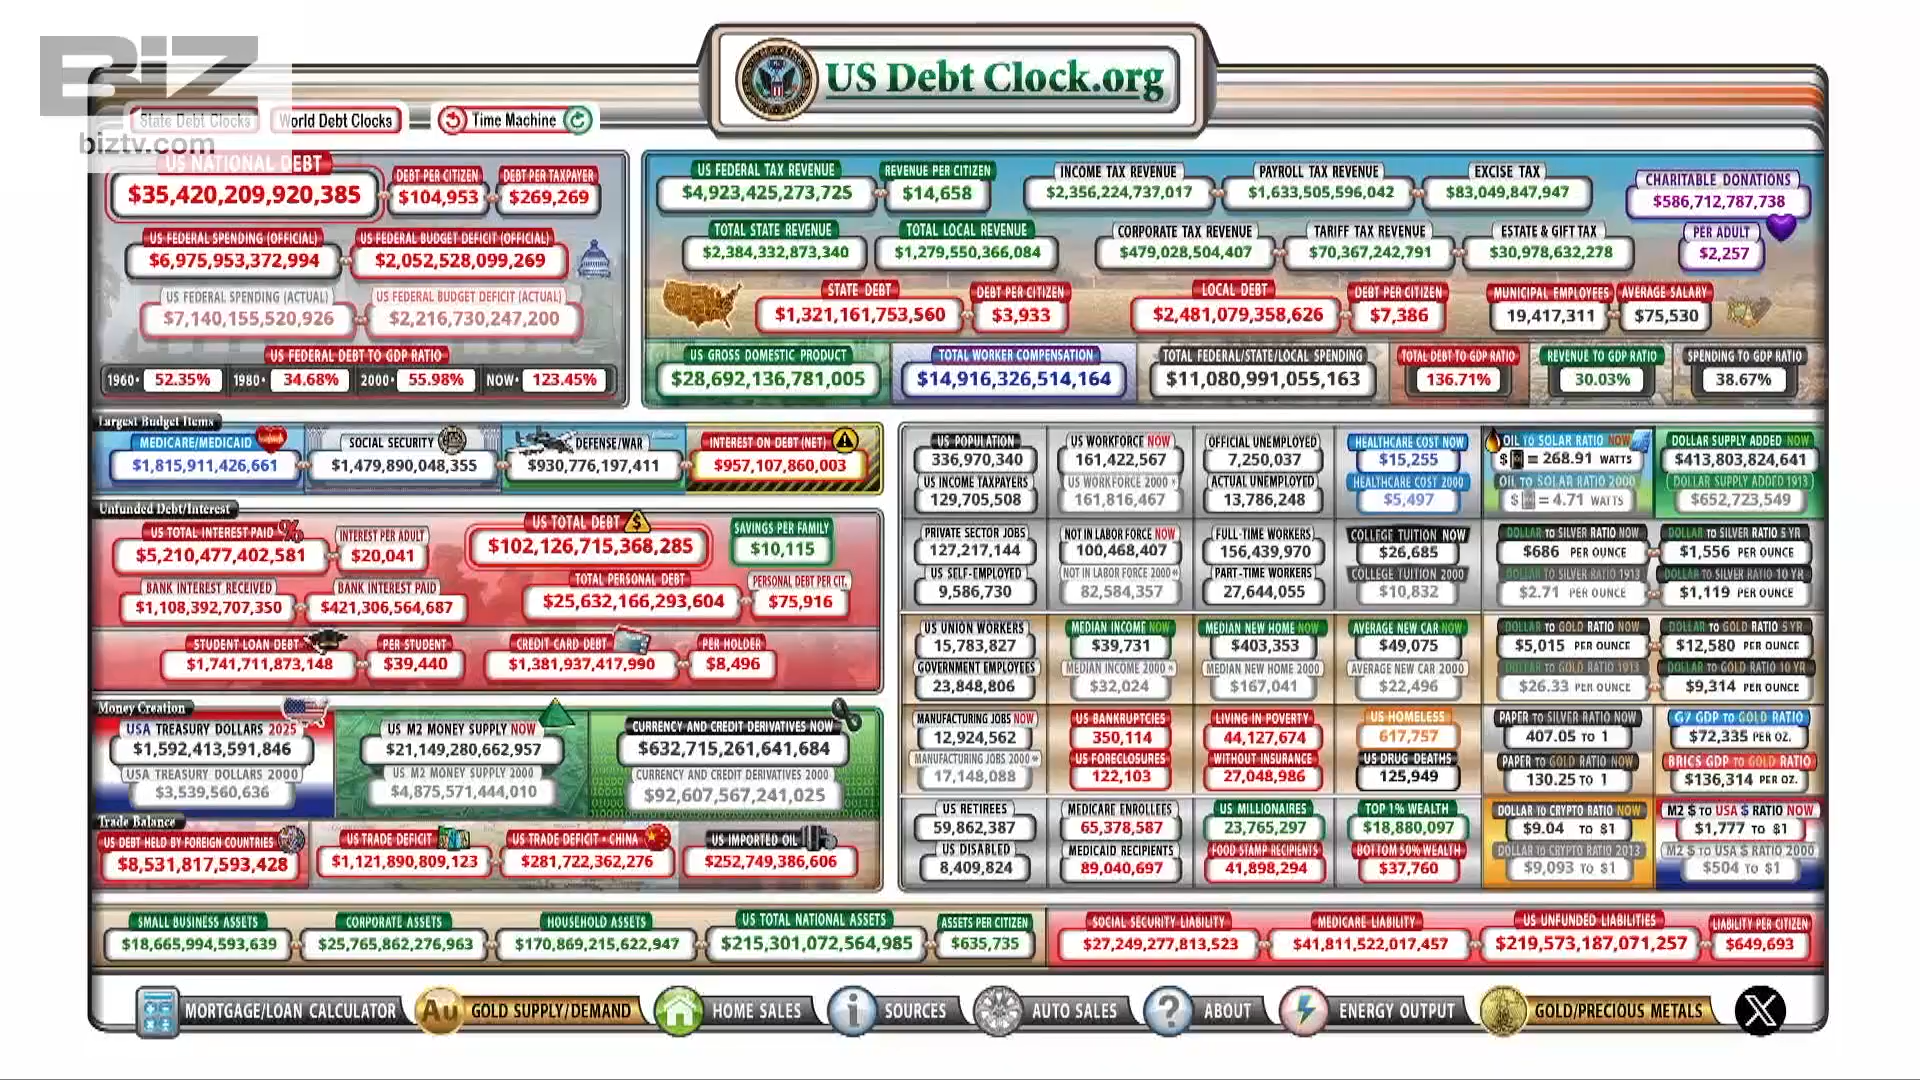 BiZ
biztv.com
US Debt Clock.org
State Debt Clocks
World Debt Clocks
Time Machine
US NATIONAL DEBT
$35,420,209,920,385
DEBT PER CITIZEN
$104,953
DEBT PER TAXPAYER
$269,269
US FEDERAL SPENDING (OFFICIAL)
$6,975,953,372,994
US FEDERAL BUDGET DEFICIT (OFFICIAL)
$2,052,528,099,269
US FEDERAL SPENDING (ACTUAL)
$7,140,155,520,926
US FEDERAL BUDGET DEFICIT (ACTUAL)
$2,216,730,247,200
US FEDERAL DEBT TO GDP RATIO
1960• 52.35% 1980• 34.68% 2000• 55.98% NOW• 123.45%
US FEDERAL TAX REVENUE
$4,923,425,273,725
REVENUE PER CITIZEN
$14,658
INCOME TAX REVENUE
$2,356,224,737,017
PAYROLL TAX REVENUE
$1,633,505,596,042
EXCISE TAX
$83,049,847,947
CHARITABLE DONATIONS
$586,712,787,738
TOTAL STATE REVENUE
$2,384,332,873,340
TOTAL LOCAL REVENUE
$1,279,550,366,084
CORPORATE TAX REVENUE
$479,028,504,407
TARIFF TAX REVENUE
$70,367,242,791
ESTATE & GIFT TAX
$30,978,632,278
PER ADULT
$2,257
STATE DEBT
$1,321,161,753,560
DEBT PER CITIZEN
$3,933
LOCAL DEBT
$2,481,079,358,626
DEBT PER CITIZEN
$7,386
MUNICIPAL EMPLOYEES
19,417,311
AVERAGE SALARY
$75,530
US GROSS DOMESTIC PRODUCT
$28,692,136,781,005
TOTAL WORKER COMPENSATION
$14,916,326,514,164
TOTAL FEDERAL/STATE/LOCAL SPENDING
$11,080,991,055,163
TOTAL DEBT TO GDP RATIO
136.71%
REVENUE TO GDP RATIO
30.03%
SPENDING TO GDP RATIO
38.67%
Largest Budget Items
MEDICARE/MEDICAID
$1,815,911,426,661
SOCIAL SECURITY
$1,479,890,048,355
DEFENSE/WAR
$930,776,197,411
INTEREST ON DEBT (NET)
$957,107,860,003
Unfunded Debt/Interest
US TOTAL INTEREST PAID
$5,210,477,402,581
INTEREST PER ADULT
$20,041
US TOTAL DEBT
$102,126,715,368,285
SAVINGS PER FAMILY
$10,115
BANK INTEREST RECEIVED
$1,108,392,707,350
BANK INTEREST PAID
$421,306,564,687
TOTAL PERSONAL DEBT
$25,632,166,293,604
PERSONAL DEBT PER CIT.
$75,916
STUDENT LOAN DEBT
$1,741,711,873,148
PER STUDENT
$39,440
CREDIT CARD DEBT
$1,381,937,417,990
PER HOLDER
$8,496
Money Creation
USA TREASURY DOLLARS 2025
$1,592,413,591,846
USA TREASURY DOLLARS 2000
$3,539,560,636
US M2 MONEY SUPPLY NOW
$21,149,280,662,957
US M2 MONEY SUPPLY 2000
$4,875,571,444,010
CURRENCY AND CREDIT DERIVATIVES NOW
$632,715,261,641,684
CURRENCY AND CREDIT DERIVATIVES 2000
$92,607,567,241,025
Trade Balance
US DEBT HELD BY FOREIGN COUNTRIES
$8,531,817,593,428
US TRADE DEFICIT
$1,121,890,809,123
US TRADE DEFICIT • CHINA
$281,722,362,276
US IMPORTED OIL
$252,749,386,606
US POPULATION
336,970,340
US INCOME TAXPAYERS
129,705,508
US WORKFORCE NOW
161,422,567
US WORKFORCE 2000
161,816,467
OFFICIAL UNEMPLOYED
7,250,037
ACTUAL UNEMPLOYED
13,786,248
HEALTHCARE COST NOW
$15,255
HEALTHCARE COST 2000
$5,497
OIL TO SOLAR RATIO NOW
$ = 268.91 WATTS
OIL TO SOLAR RATIO 2000
$ = 4.71 WATTS
DOLLAR SUPPLY ADDED NOW
$413,803,824,641
DOLLAR SUPPLY ADDED 1913
$652,723,549
PRIVATE SECTOR JOBS
127,217,144
US SELF-EMPLOYED
9,586,730
NOT IN LABOR FORCE NOW
100,468,407
NOT IN LABOR FORCE 2000
82,584,357
FULL-TIME WORKERS
156,439,970
PART-TIME WORKERS
27,644,055
COLLEGE TUITION NOW
$26,685
COLLEGE TUITION 2000
$10,832
DOLLAR TO SILVER RATIO NOW
$686 PER OUNCE
DOLLAR TO SILVER RATIO 1913
$2.71 PER OUNCE
DOLLAR TO SILVER RATIO 5 YR
$1,556 PER OUNCE
DOLLAR TO SILVER RATIO 10 YR
$1,119 PER OUNCE
US UNION WORKERS
15,783,827
GOVERNMENT EMPLOYEES
23,848,806
MEDIAN INCOME NOW
$39,731
MEDIAN INCOME 2000
$32,024
MEDIAN NEW HOME NOW
$403,353
MEDIAN NEW HOME 2000
$167,041
AVERAGE NEW CAR NOW
$49,075
AVERAGE NEW CAR 2000
$22,496
DOLLAR TO GOLD RATIO NOW
$5,015 PER OUNCE
DOLLAR TO GOLD RATIO 1913
$26.33 PER OUNCE
DOLLAR TO GOLD RATIO 5 YR
$12,580 PER OUNCE
DOLLAR TO GOLD RATIO 10 YR
$9,314 PER OUNCE
MANUFACTURING JOBS NOW
12,924,562
MANUFACTURING JOBS 2000
17,148,088
US BANKRUPTCIES
350,114
US FORECLOSURES
122,103
LIVING IN POVERTY
44,127,674
WITHOUT INSURANCE
27,048,986
US HOMELESS
617,757
US DRUG DEATHS
125,949
PAPER TO SILVER RATIO NOW
407.05 TO 1
PAPER TO GOLD RATIO NOW
130.25 TO 1
G7 GDP TO GOLD RATIO
$72,335 PER OZ.
BRICS GDP TO GOLD RATIO
$136,314 PER OZ.
US RETIREES
59,862,387
US DISABLED
8,409,824
MEDICARE ENROLLEES
65,378,587
MEDICAID RECIPIENTS
89,040,697
US MILLIONAIRES
23,765,297
FOOD STAMP RECIPIENTS
41,898,294
TOP 1% WEALTH
$18,880,097
BOTTOM 50% WEALTH
$37,760
DOLLAR TO CRYPTO RATIO NOW
$9.04 TO $1
DOLLAR TO CRYPTO RATIO 2013
$9,093 TO $1
M2 $ TO USA $ RATIO NOW
$1,777 TO $1
M2 $ TO USA $ RATIO 2000
$504 TO $1
SMALL BUSINESS ASSETS
$18,665,994,593,639
CORPORATE ASSETS
$25,765,862,276,963
HOUSEHOLD ASSETS
$170,869,215,622,947
US TOTAL NATIONAL ASSETS
$215,301,072,564,985
ASSETS PER CITIZEN
$635,735
SOCIAL SECURITY LIABILITY
$27,249,277,813,523
MEDICARE LIABILITY
$41,811,522,017,457
US UNFUNDED LIABILITIES
$219,573,187,071,257
LIABILITY PER CITIZEN
$649,693
MORTGAGE/LOAN CALCULATOR
Au GOLD SUPPLY/DEMAND
HOME SALES
SOURCES
AUTO SALES
ABOUT
ENERGY OUTPUT
GOLD/PRECIOUS METALS
X